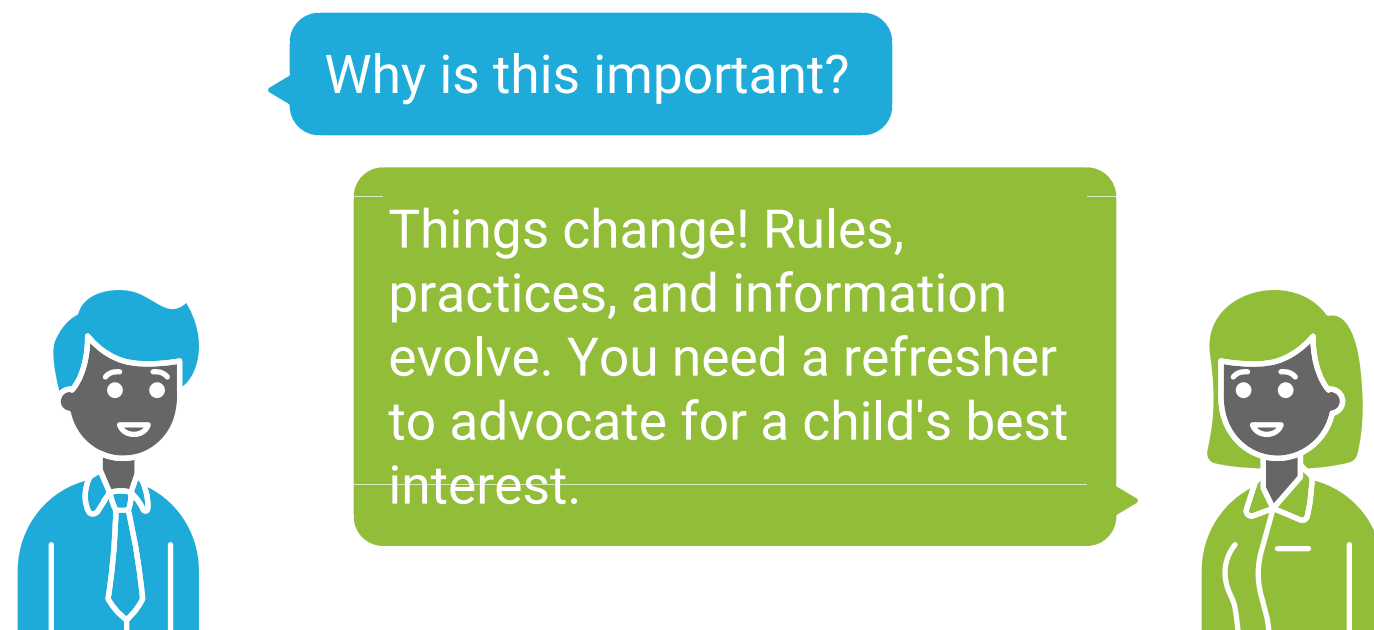 Why is this important?
Things change! Rules,
practices, and information
evolve. You need a refresher
to advocate for a child's best
interest.